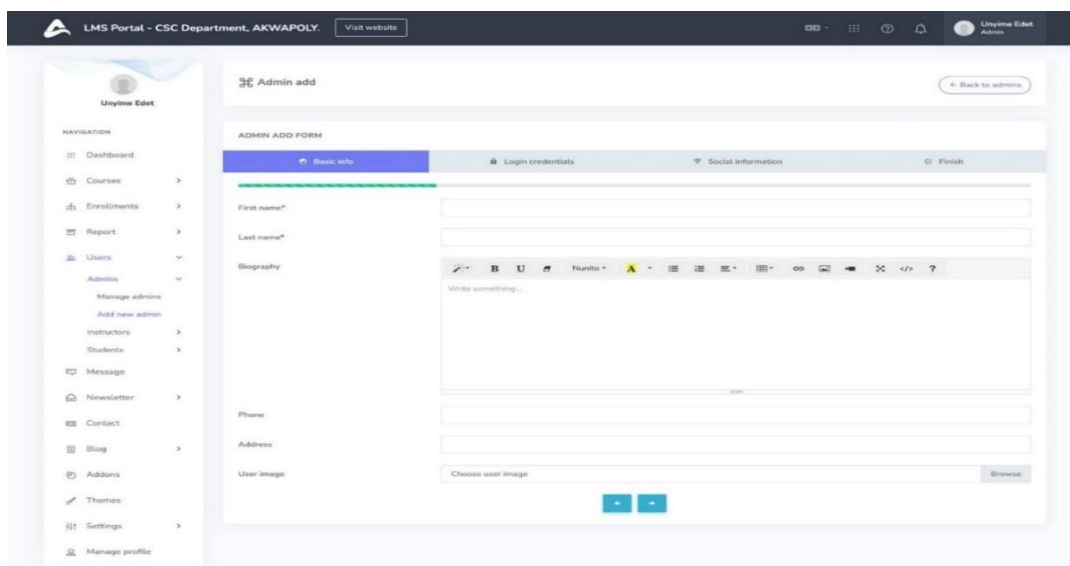 LMS Portal - CSC Department, AKWAPOLY.
Visit website
Unyime Edet
Admin
Unyime Edet
NAVIGATION
Dashboard
Courses
Enrollments
Report
Users
Admins
Manage admins
Add new admin
Instructors
Students
Message
Newsletter
Contact
Blog
Addons
Themes
Settings
Manage profile
Admin add
← Back to admins
ADMIN ADD FORM
Basic info Login credentials Social information Finish
First name*
Last name*
Biography
B U Nunito A </> ?
Write something...
Phone
Address
User image Choose user image Browse